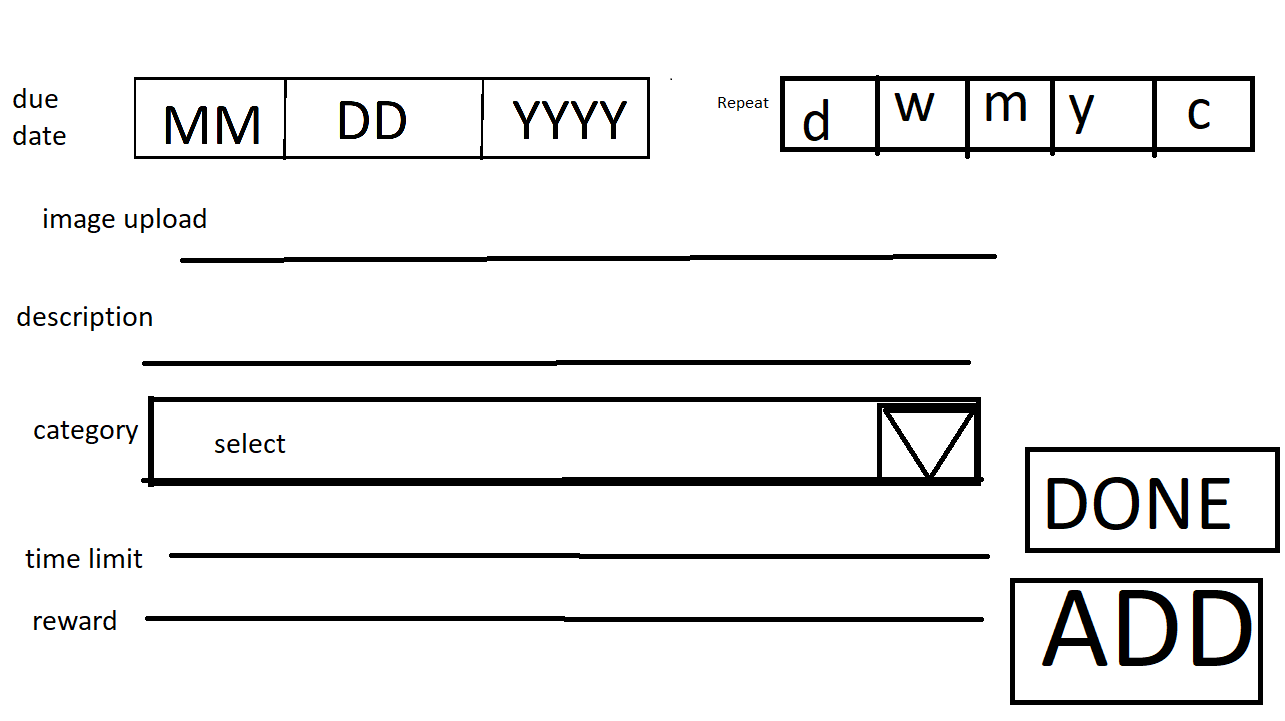 due date
MM DD YYYY
Repeat
d w m y c
image upload
description
category
select
DONE
time limit
ADD
reward